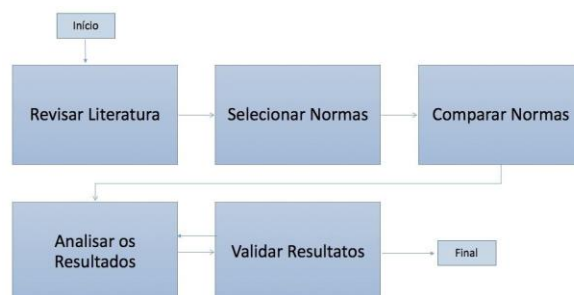 Início
Revisar Literatura
Selecionar Normas
Comparar Normas
Analisar os
Resultados
Validar Resultatos
Final